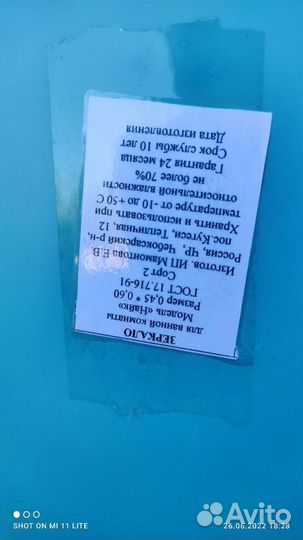 ЗЕРКАЛО
для ванной комнаты
Модель «Найк»
Размер 0,45 * 0,60
ГОСТ 17.716-91
Сорт 2
Изготов. ИП Мамонтова Е.В.
Россия, ЧР, Чебоксарский р-н,
пос. Кугеси, Тепличная, 12
Хранить и использовать при
температуре от -10 до +50 С
относительной влажности
не более 70%
Гарантия 24 месяца
Срок службы 10 лет
Дата изготовления
SHOT ON MI 11 LITE
26.06.2022 18:28
Avito